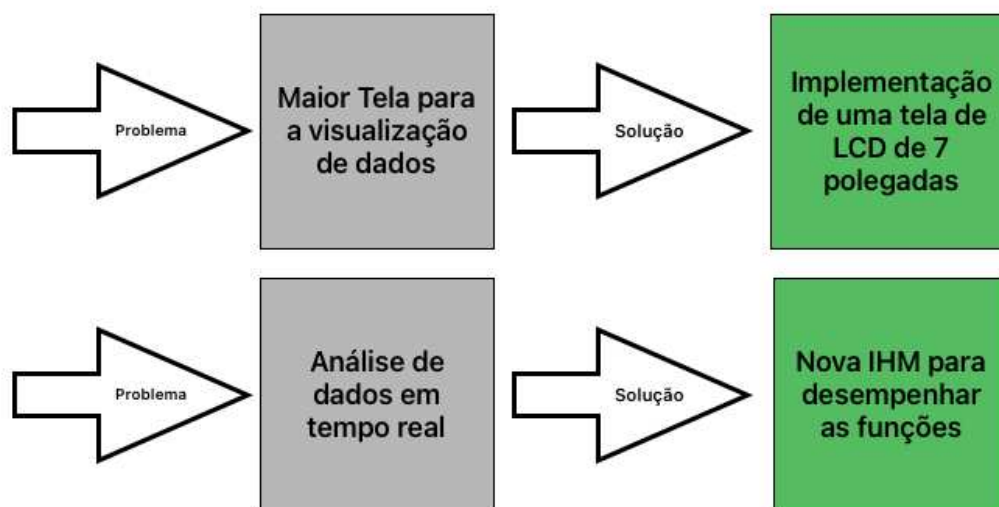 Problema
Maior Tela para
a visualização
de dados
Solução
Implementação
de uma tela de
LCD de 7
polegadas
Problema
Análise de
dados em
tempo real
Solução
Nova IHM para
desempenhar
as funções